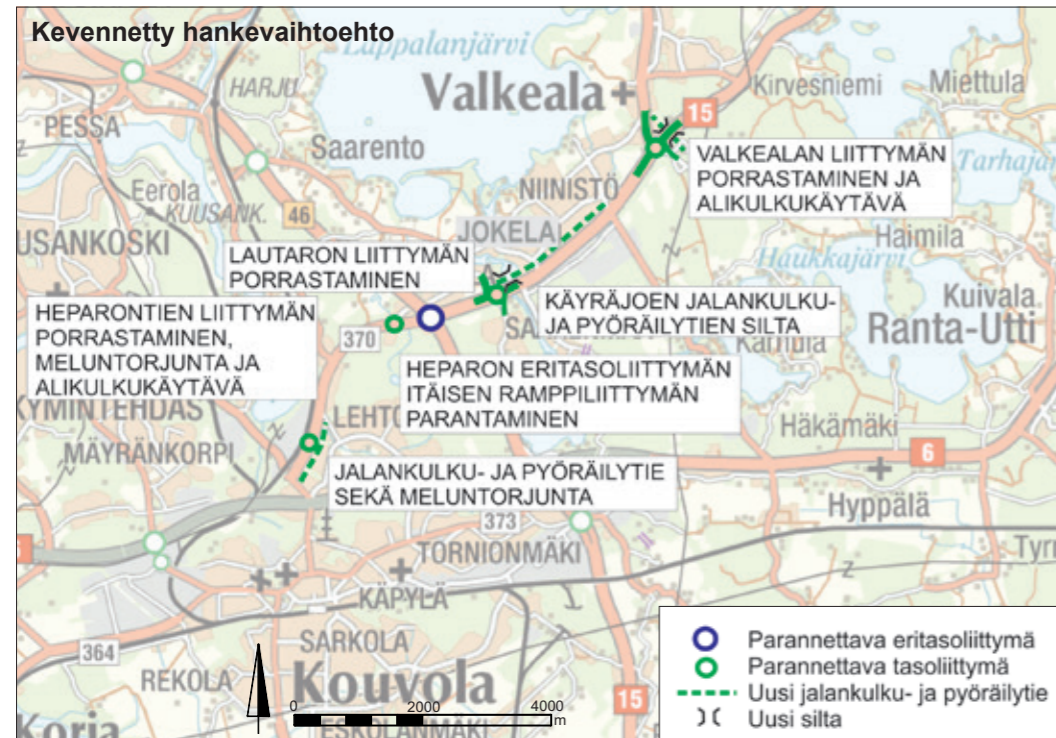 Kevennetty hankevaihtoehto
Lappalanjärvi
HARJU
Valkeala
15
Kirvesniemi
Miettula
PESSA
Saarento
VALKEALAN LIITTYMÄN
PORRASTAMINEN JA
ALIKULKUKÄYTÄVÄ
Tarhajär
Eerola
KUUSANK.
46
NIINISTÖ
JOKELA
USANKOSKI
LAUTARON LIITTYMÄN
PORRASTAMINEN
Haimila
Haukkajärvi
Kuivala
Ranta-Utti
HEPARONTIEN LIITTYMÄN
PORRASTAMINEN,
MELUNTORJUNTA JA
ALIKULKUKÄYTÄVÄ
370
KÄYRÄJOEN JALANKULKU-
JA PYÖRÄILYTIEN SILTA
HEPARON ERITASOLIITTYMÄN
ITÄISEN RAMPPILIITTYMÄN
PARANTAMINEN
KYMINTEHDAS
MÄYRÄNKORPI
LEHTO
Häkämäki
6
JALANKULKU- JA PYÖRÄILYTIE
SEKÄ MELUNTORJUNTA
Hyppälä
373
TORNIONMÄKI
Tyrn
KÄPYLÄ
364
SARKOLA
REKOLA
Kouvola
15
Koria
ESKOLANMÄKI
0 2000 4000
m
Parannettava eritasoliittymä
Parannettava tasoliittymä
Uusi jalankulku- ja pyöräilytie
Uusi silta